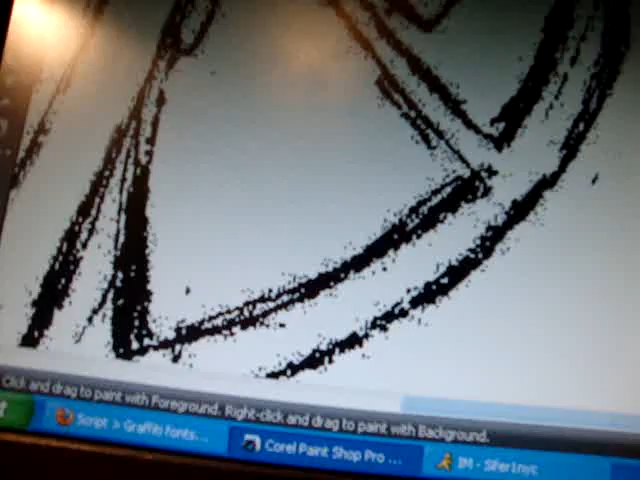 Click and drag to paint with Foreground. Right-click and drag to paint with Background.
t
Script > Graffiti fonts...
Corel Paint Shop Pro ...
IM - Sifer1nyc